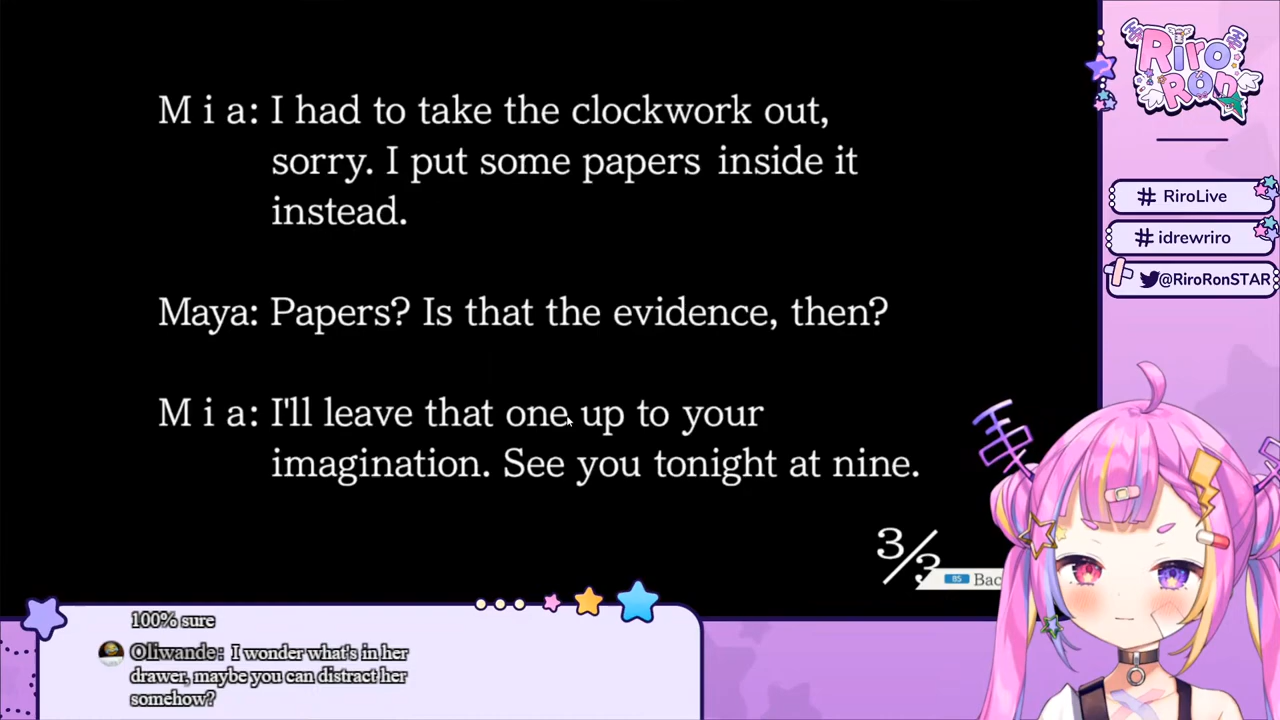 M i a: I had to take the clockwork out,
sorry. I put some papers inside it
instead.
Maya: Papers? Is that the evidence, then?
M i a: I'll leave that one up to your
imagination. See you tonight at nine.
3/3
BS Bac
Riro
Ron
# RiroLive
# idrewriro
@RiroRonSTAR
100% sure
Oliwande: I wonder what's in her
drawer, maybe you can distract her
somehow?